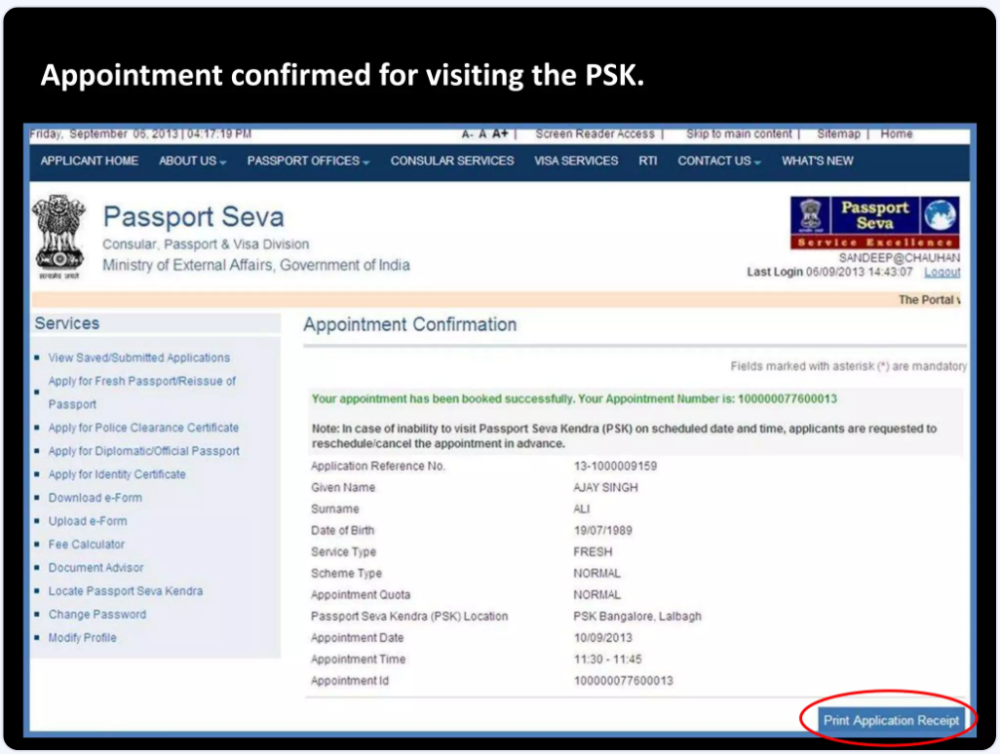 Appointment confirmed for visiting the PSK.
Friday, September 06, 2013 | 04:17:19 PM A- A A+ | Screen Reader Access | Skip to main content | Sitemap | Home
APPLICANT HOME ABOUT US PASSPORT OFFICES CONSULAR SERVICES VISA SERVICES RTI CONTACT US WHAT'S NEW
Passport Seva
Consular, Passport & Visa Division
Ministry of External Affairs, Government of India
सत्यमेव जयते
Passport
Seva
Service Excellence
SANDEEP@CHAUHAN
Last Login 06/09/2013 14:43:07 Logout
The Portal
Services
View Saved/Submitted Applications
Apply for Fresh Passport/Reissue of
Passport
Apply for Police Clearance Certificate
Apply for Diplomatic/Official Passport
Apply for Identity Certificate
Download e-Form
Upload e-Form
Fee Calculator
Document Advisor
Locate Passport Seva Kendra
Change Password
Modify Profile
Appointment Confirmation
Fields marked with asterisk (*) are mandatory
Your appointment has been booked successfully. Your Appointment Number is: 100000077600013
Note: In case of inability to visit Passport Seva Kendra (PSK) on scheduled date and time, applicants are requested to
reschedule/cancel the appointment in advance.
Application Reference No. 13-1000009159
Given Name AJAY SINGH
Surname ALI
Date of Birth 19/07/1989
Service Type FRESH
Scheme Type NORMAL
Appointment Quota NORMAL
Passport Seva Kendra (PSK) Location PSK Bangalore, Lalbagh
Appointment Date 10/09/2013
Appointment Time 11:30 - 11:45
Appointment Id 100000077600013
Print Application Receipt